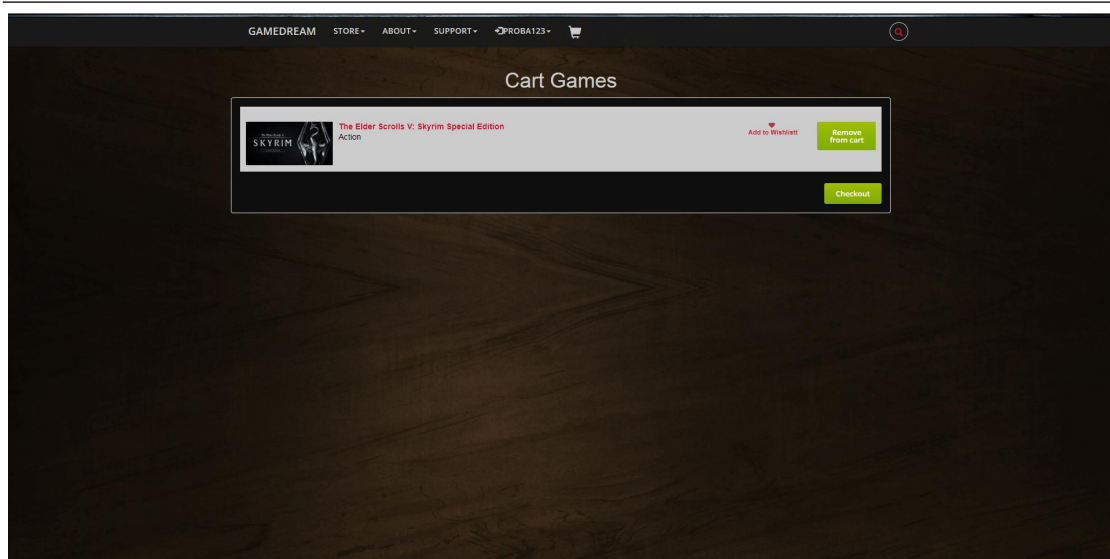 GAMEDREAM STORE ABOUT SUPPORT PROBA123
Cart Games
The Elder Scrolls V: Skyrim Special Edition
Action
SKYRIM
Add to Wishlistt
Remove
from cart
Checkout